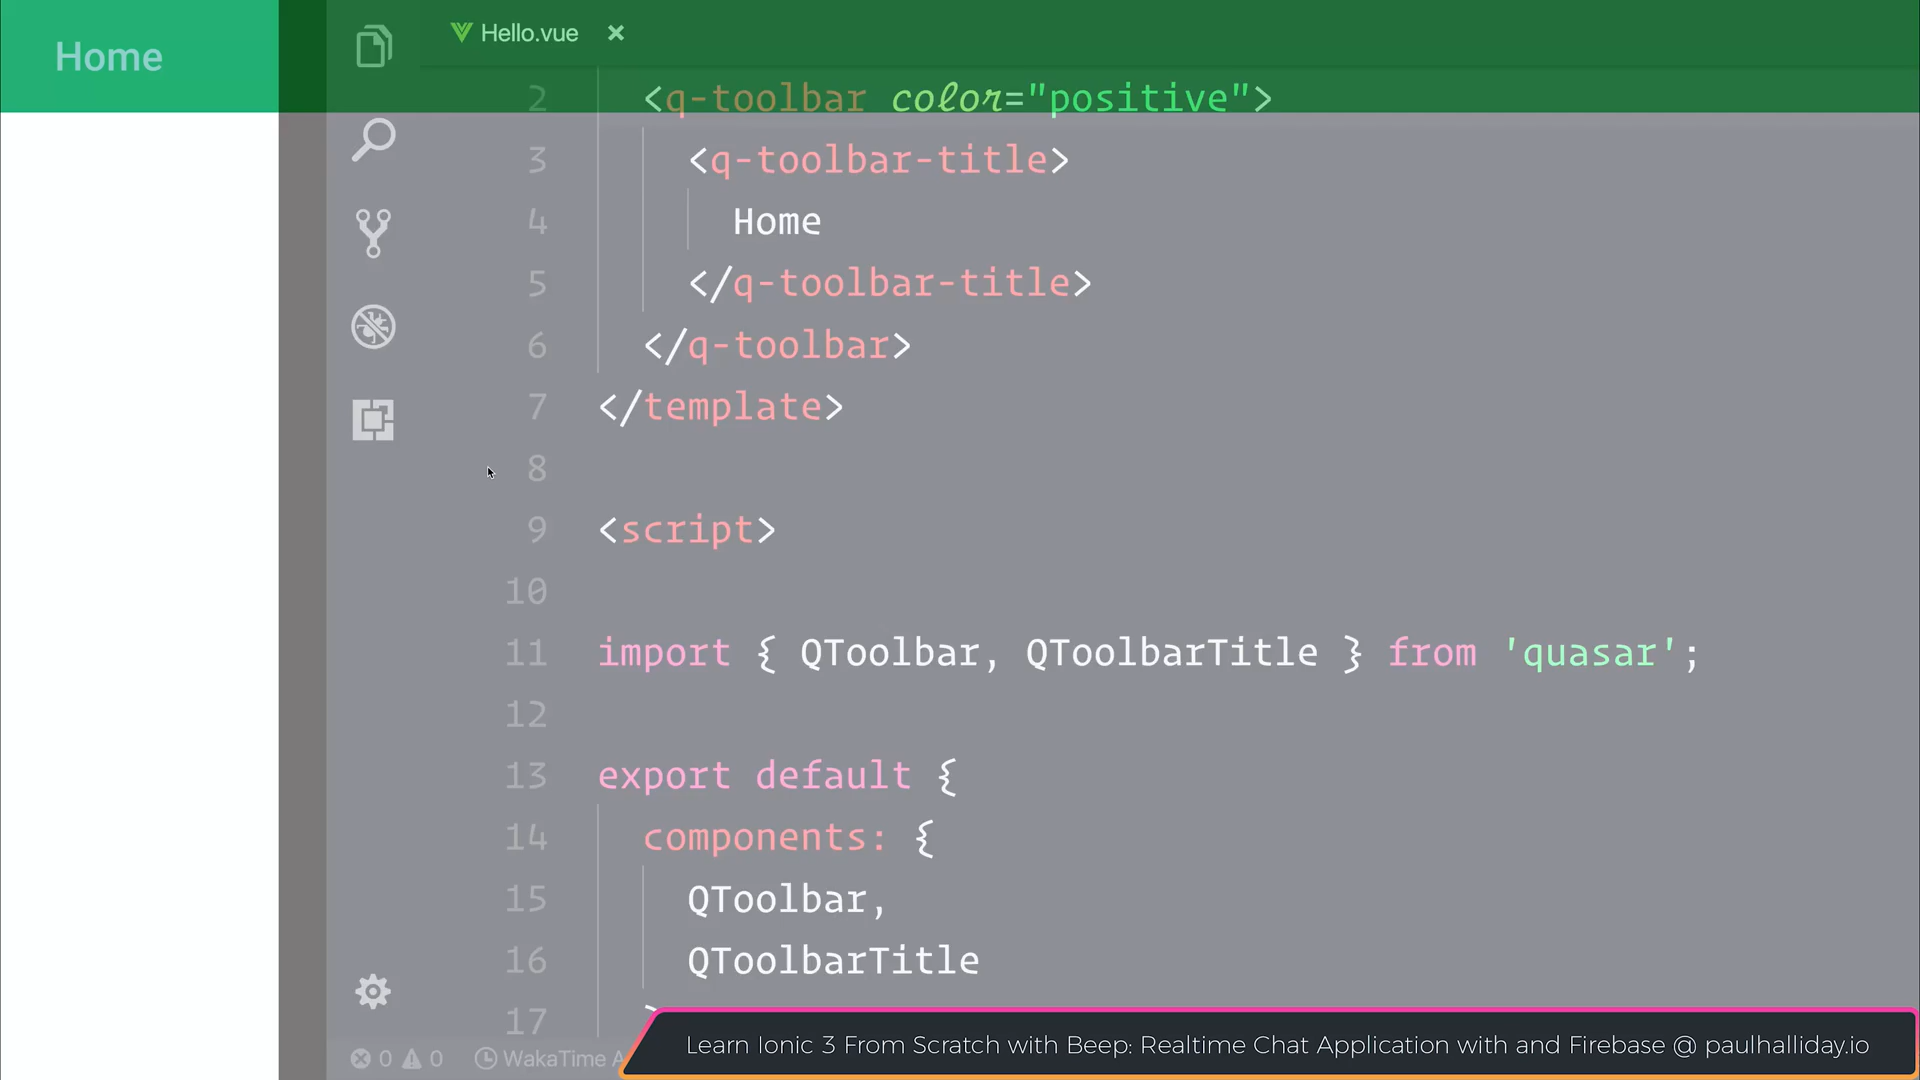 Home
Hello.vue ×
2 <q-toolbar color="positive">
3 <q-toolbar-title>
4 Home
5 </q-toolbar-title>
6 </q-toolbar>
7 </template>
8
9 <script>
10
11 import { QToolbar, QToolbarTitle } from 'quasar';
12
13 export default {
14 components: {
15 QToolbar,
16 QToolbarTitle
17
0 0 WakaTime
Learn Ionic 3 From Scratch with Beep: Realtime Chat Application with and Firebase @ paulhalliday.io